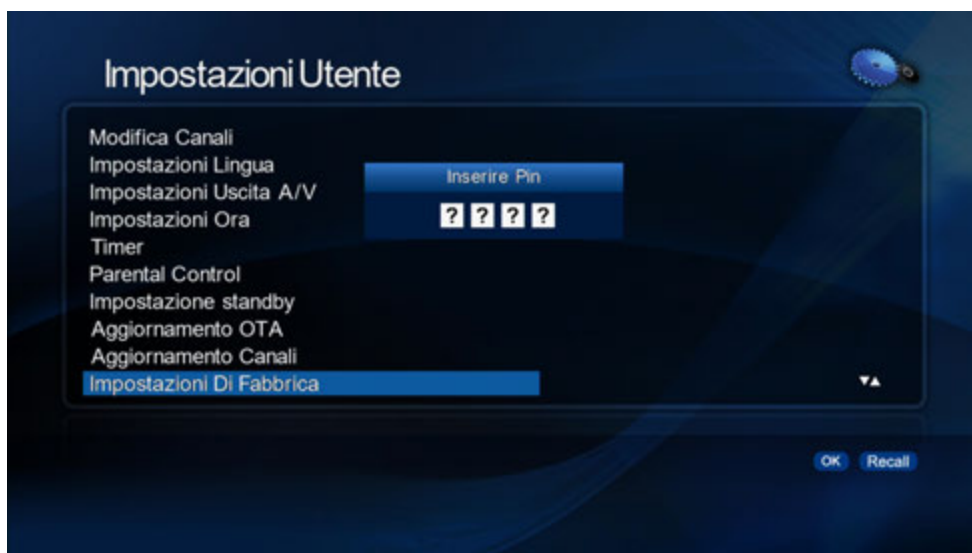 Impostazioni Utente
Modifica Canali
Impostazioni Lingua
Impostazioni Uscita A/V
Impostazioni Ora
Timer
Parental Control
Impostazione standby
Aggiornamento OTA
Aggiornamento Canali
Impostazioni Di Fabbrica
Inserire Pin
? ? ? ?
OK Recall